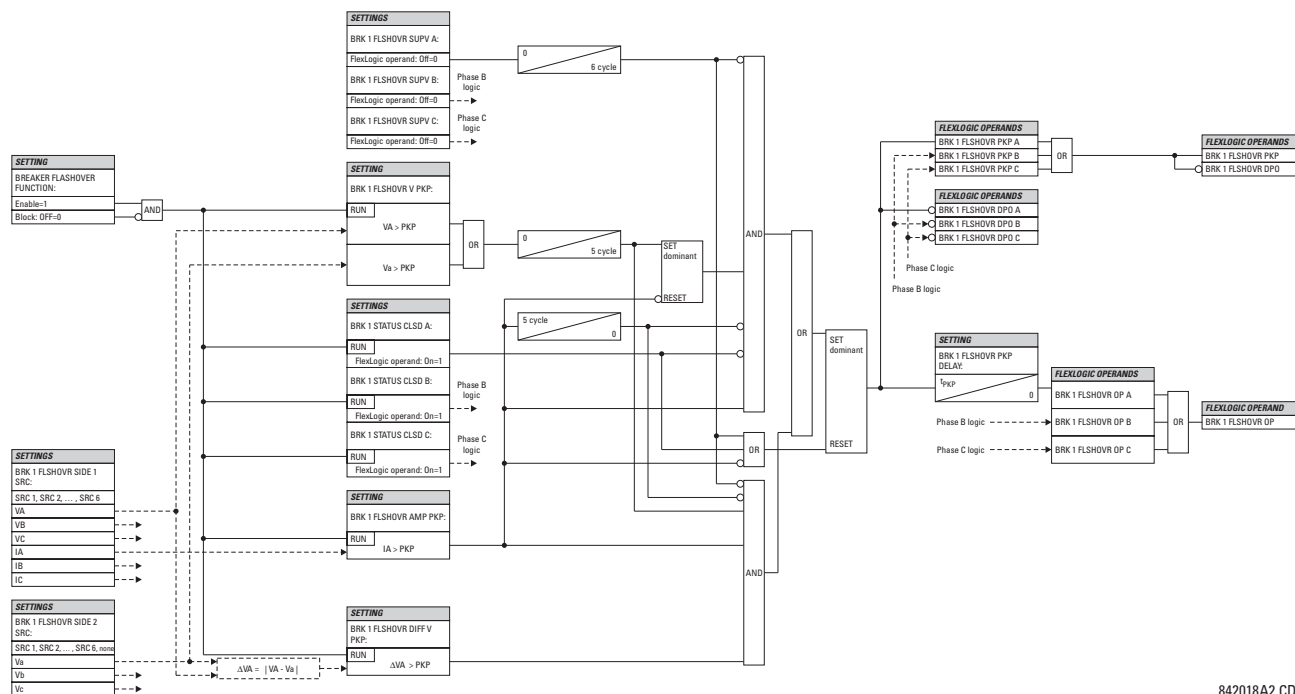 SETTING
BREAKER FLASHOVER
FUNCTION:
Enable=1
Block: OFF=0
AND
SETTINGS
BRK 1 FLSHOVR SIDE 1
SRC:
SRC 1, SRC 2, ... , SRC 6
VA
VB
VC
IA
IB
IC
SETTINGS
BRK 1 FLSHOVR SIDE 2
SRC:
SRC 1, SRC 2, ... , SRC 6, none
Va
Vb
Vc
ΔVA = | VA - Va |
SETTINGS
BRK 1 FLSHOVR SUPV A:
FlexLogic operand: Off=0
BRK 1 FLSHOVR SUPV B:
FlexLogic operand: Off=0
BRK 1 FLSHOVR SUPV C:
FlexLogic operand: Off=0
Phase B
logic
Phase C
logic
SETTING
BRK 1 FLSHOVR V PKP:
RUN
VA > PKP
Va > PKP
OR
SETTINGS
BRK 1 STATUS CLSD A:
RUN
FlexLogic operand: On=1
BRK 1 STATUS CLSD B:
RUN
FlexLogic operand: On=1
BRK 1 STATUS CLSD C:
RUN
FlexLogic operand: On=1
Phase B
logic
Phase C
logic
SETTING
BRK 1 FLSHOVR AMP PKP:
RUN
IA > PKP
SETTING
BRK 1 FLSHOVR DIFF V
PKP:
RUN
ΔVA > PKP
0
6 cycle
0
5 cycle
5 cycle
0
SET
dominant
RESET
AND
OR
AND
OR
SET
dominant
RESET
FLEXLOGIC OPERANDS
BRK 1 FLSHOVR PKP A
BRK 1 FLSHOVR PKP B
BRK 1 FLSHOVR PKP C
OR
FLEXLOGIC OPERANDS
BRK 1 FLSHOVR PKP
BRK 1 FLSHOVR DPO
FLEXLOGIC OPERANDS
BRK 1 FLSHOVR DPO A
BRK 1 FLSHOVR DPO B
BRK 1 FLSHOVR DPO C
Phase C logic
Phase B logic
SETTING
BRK 1 FLSHOVR PKP
DELAY:
tPKP
0
Phase B logic
Phase C logic
FLEXLOGIC OPERANDS
BRK 1 FLSHOVR OP A
BRK 1 FLSHOVR OP B
BRK 1 FLSHOVR OP C
OR
FLEXLOGIC OPERAND
BRK 1 FLSHOVR OP
842018A2.CD